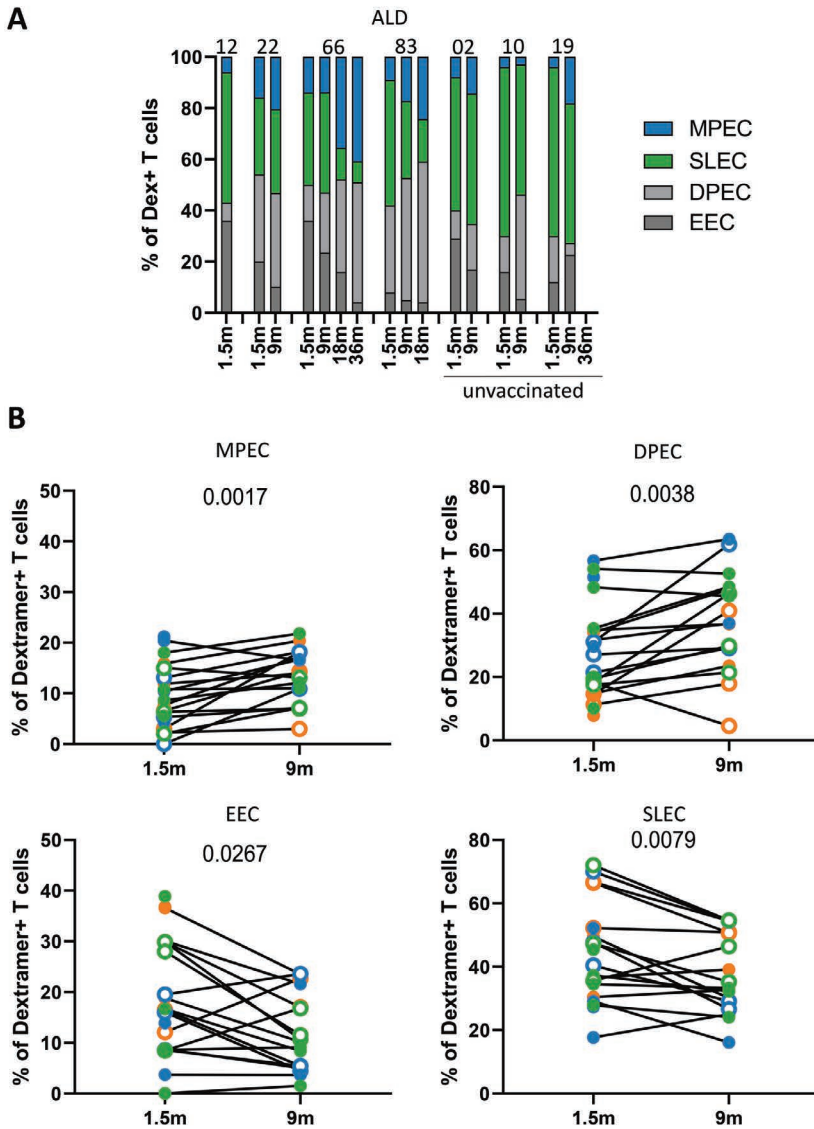 A
ALD
12 22 66 83 02 10 19
% of Dex+ T cells
100
80
60
40
20
0
MPEC
SLEC
DPEC
EEC
1.5m 1.5m 9m 1.5m 9m 18m 36m 1.5m 9m 18m 1.5m 9m 1.5m 9m 1.5m 9m 36m
unvaccinated
B
MPEC
0.0017
% of Dextramer+ T cells
50
40
30
20
10
0
1.5m 9m
DPEC
0.0038
% of Dextramer+ T cells
80
60
40
20
0
1.5m 9m
EEC
0.0267
% of Dextramer+ T cells
50
40
30
20
10
0
1.5m 9m
SLEC
0.0079
% of Dextramer+ T cells
80
60
40
20
0
1.5m 9m